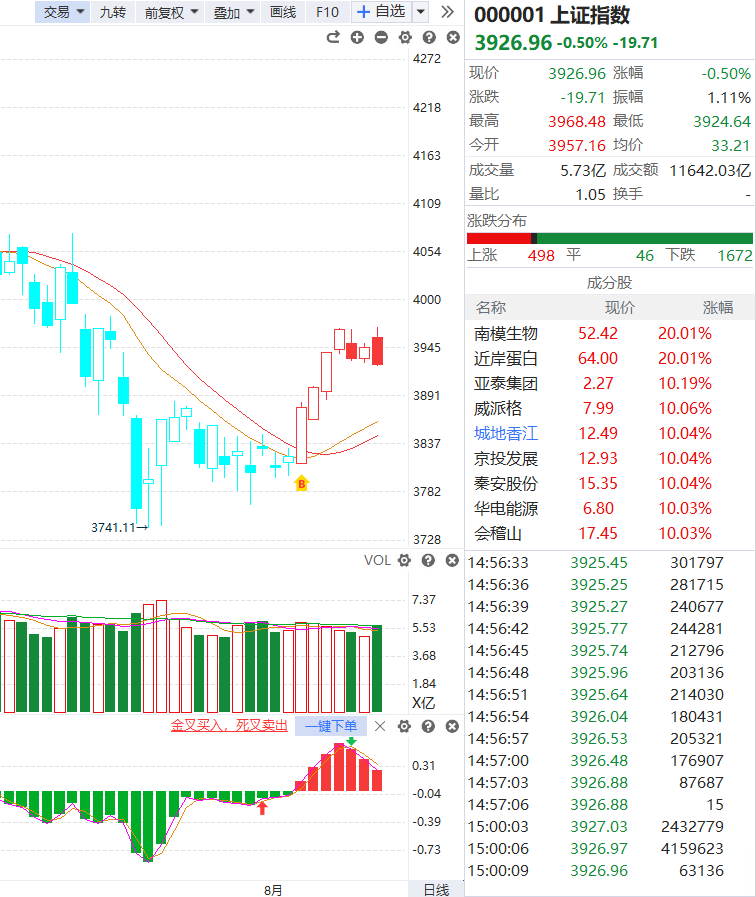 交易 九转 前复权 叠加 画线 F10 +自选
000001 上证指数
3926.96 -0.50% -19.71
现价 3926.96 涨幅 -0.50%
涨跌 -19.71 振幅 1.11%
最高 3968.48 最低 3924.64
今开 3957.16 均价 33.21
成交量 5.73亿 成交额 11642.03亿
量比 1.05 换手 -
涨跌分布
上涨 498 平 46 下跌 1672
成分股
名称 现价 涨幅
南模生物 52.42 20.01%
近岸蛋白 64.00 20.01%
亚泰集团 2.27 10.19%
威派格 7.99 10.06%
城地香江 12.49 10.04%
京投发展 12.93 10.04%
秦安股份 15.35 10.04%
华电能源 6.80 10.03%
会稽山 17.45 10.03%
14:56:33 3925.45 301797
14:56:36 3925.25 281715
14:56:39 3925.27 240677
14:56:42 3925.77 244281
14:56:45 3925.74 212796
14:56:48 3925.96 203136
14:56:51 3925.64 214030
14:56:54 3926.04 180431
14:56:57 3926.53 205321
14:57:00 3926.48 176907
14:57:03 3926.88 87687
14:57:06 3926.88 15
15:00:03 3927.03 2432779
15:00:06 3926.97 4159623
15:00:09 3926.96 63136
4272
4218
4163
4109
4054
4000
3945
3891
3837
3782
3728
3741.11→
B
VOL
7.37
5.53
3.68
1.84
X亿
金叉买入，死叉卖出 一键下单
0.31
-0.04
-0.39
-0.73
8月 日线